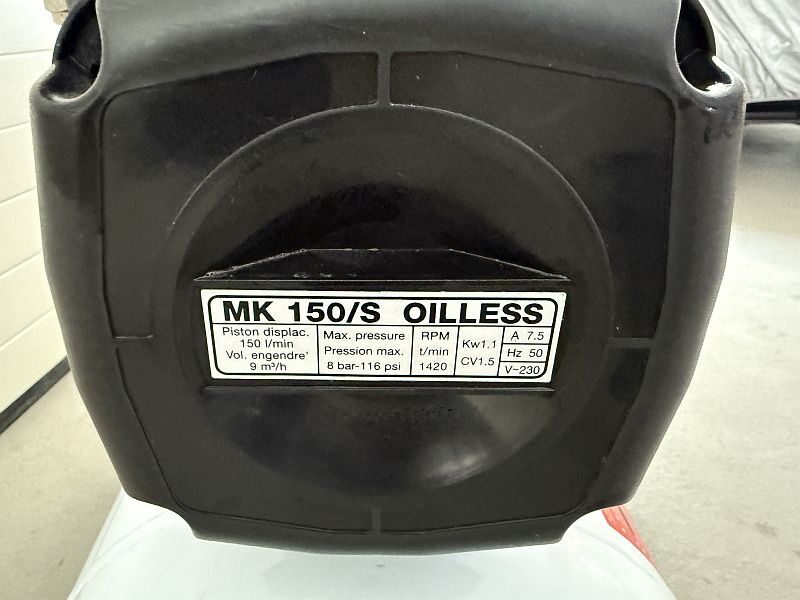 MK 150/S OILLESS
Piston displac.
150 l/min
Vol. engendre'
9 m³/h
Max. pressure
Pression max.
8 bar-116 psi
RPM
t/min
1420
Kw1.1
CV1.5
A 7.5
Hz 50
V~230